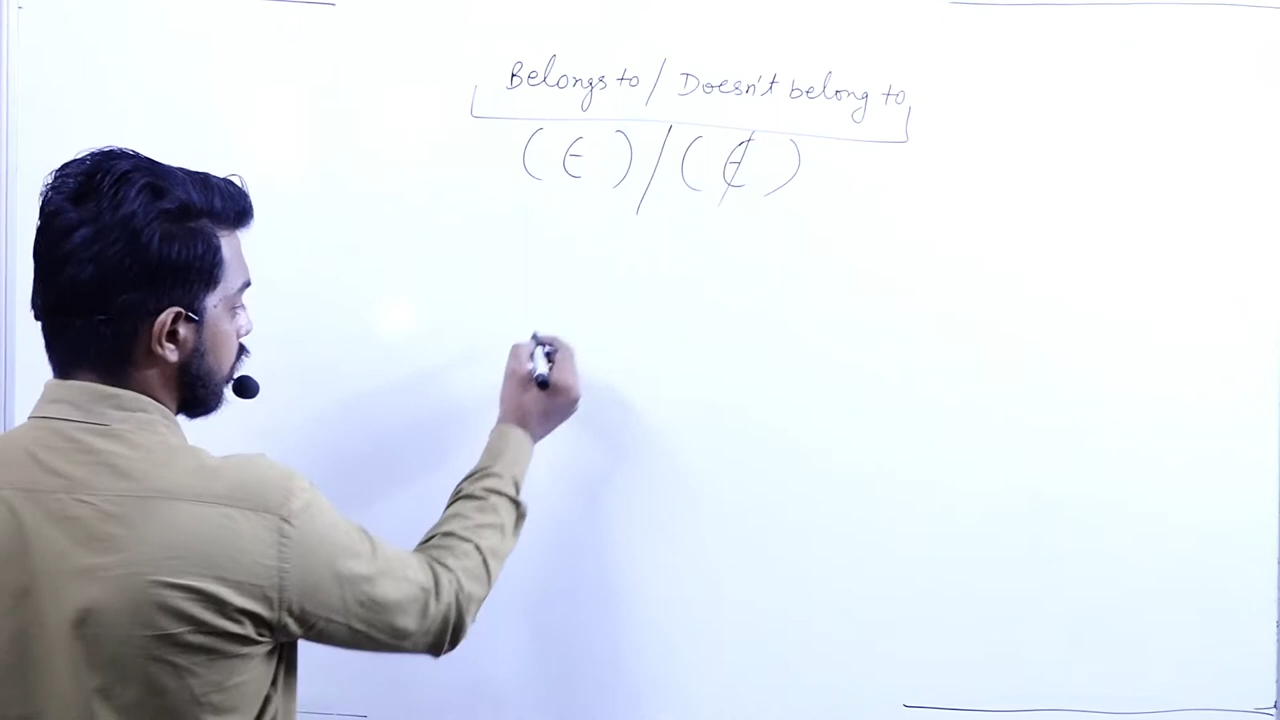 Belongs to / Doesn't belong to
( ∈ ) / ( ∉ )